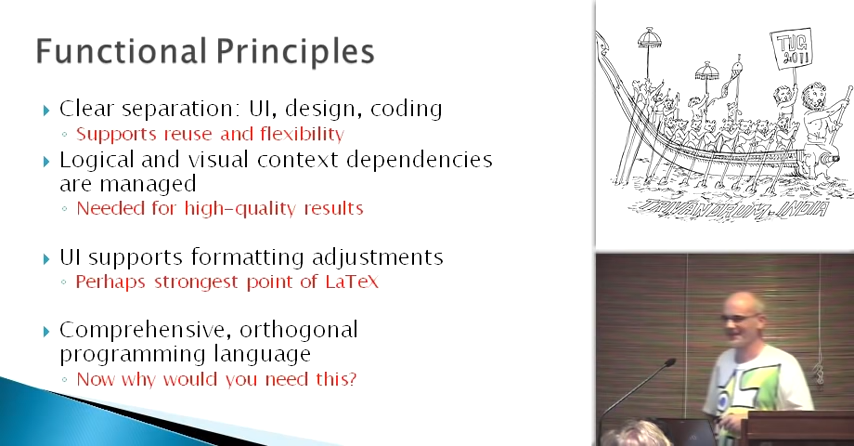 Functional Principles
Clear separation: UI, design, coding
Supports reuse and flexibility
Logical and visual context dependencies
are managed
Needed for high-quality results
UI supports formatting adjustments
Perhaps strongest point of LaTeX
Comprehensive, orthogonal
programming language
Now why would you need this?
TUG
2011
TRIVANDRUM-INDIA